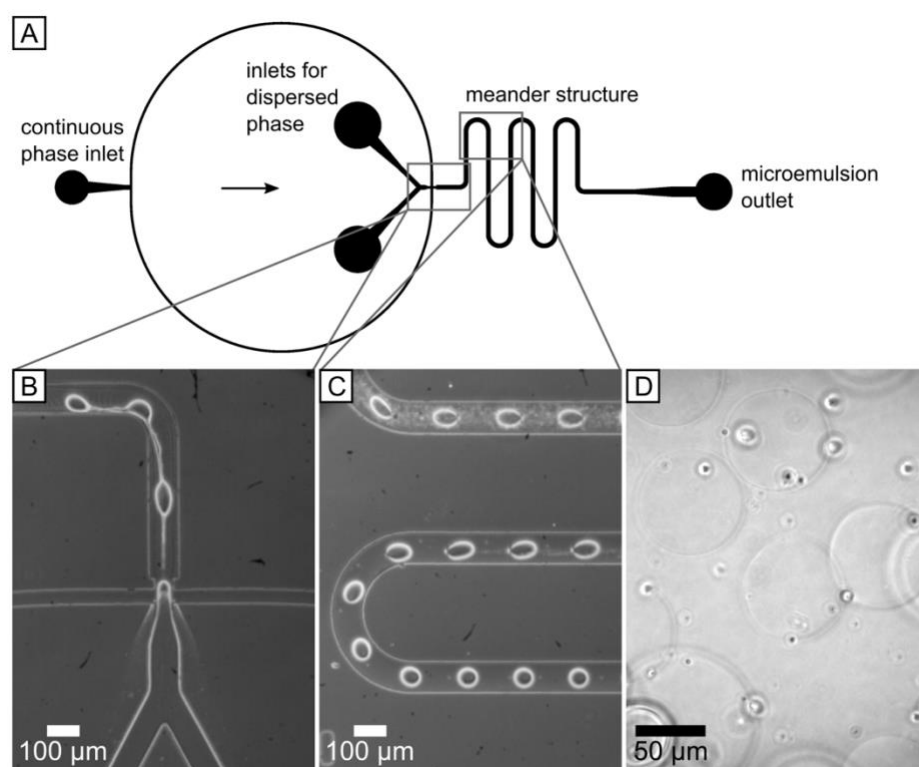 A
continuous
phase inlet
inlets for
dispersed
phase
meander structure
microemulsion
outlet
B
100 µm
C
100 µm
D
50 µm